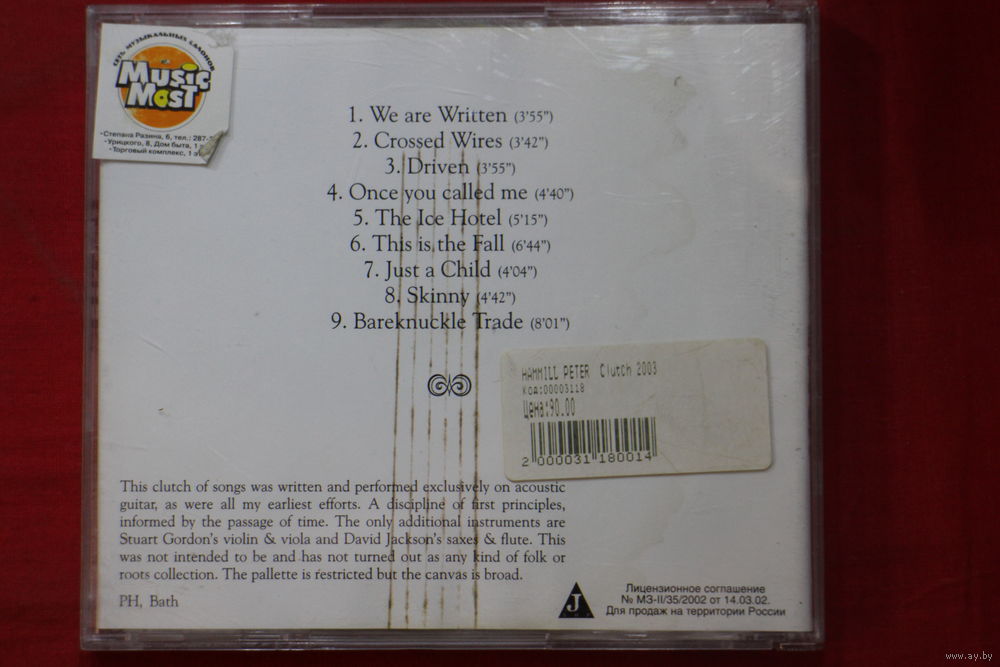 СЕТЬ МУЗЫКАЛЬНЫХ САЛОНОВ
Music
MosT
•Степана Разина, 6, тел.: 287-
•Урицкого, 8, Дом быта, 1
•Торговый комплекс, 1
1. We are Written (3'55")
2. Crossed Wires (3'42")
3. Driven (3'55")
4. Once you called me (4'40")
5. The Ice Hotel (5'15")
6. This is the Fall (6'44")
7. Just a Child (4'04")
8. Skinny (4'42")
9. Bareknuckle Trade (8'01")
HAMMILL PETER Clutch 2003
Код:00003118
Цена:90.00
2 000031 180014
This clutch of songs was written and performed exclusively on acoustic
guitar, as were all my earliest efforts. A discipline of first principles,
informed by the passage of time. The only additional instruments are
Stuart Gordon's violin & viola and David Jackson's saxes & flute. This
was not intended to be and has not turned out as any kind of folk or
roots collection. The pallette is restricted but the canvas is broad.
PH, Bath
J
Лицензионное соглашение
№ МЗ-II/35/2002 от 14.03.02.
Для продаж на территории России
www.ay.by